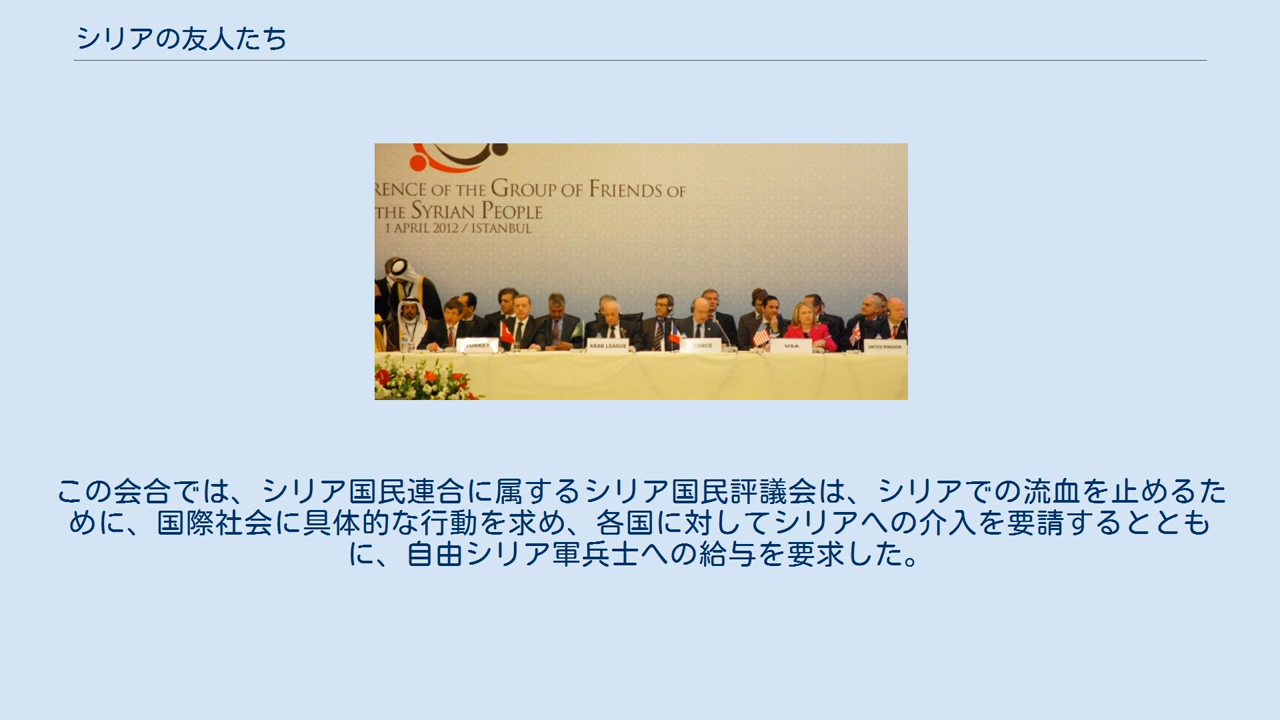 シリアの友人たち
RENCE OF THE GROUP OF FRIENDS OF
THE SYRIAN PEOPLE
1 APRIL 2012 / ISTANBUL
TURKEY
ARAB LEAGUE
USA
UNITED KINGDOM
この会合では、シリア国民連合に属するシリア国民評議会は、シリアでの流血を止めるた
めに、国際社会に具体的な行動を求め、各国に対してシリアへの介入を要請するととも
に、自由シリア軍兵士への給与を要求した。